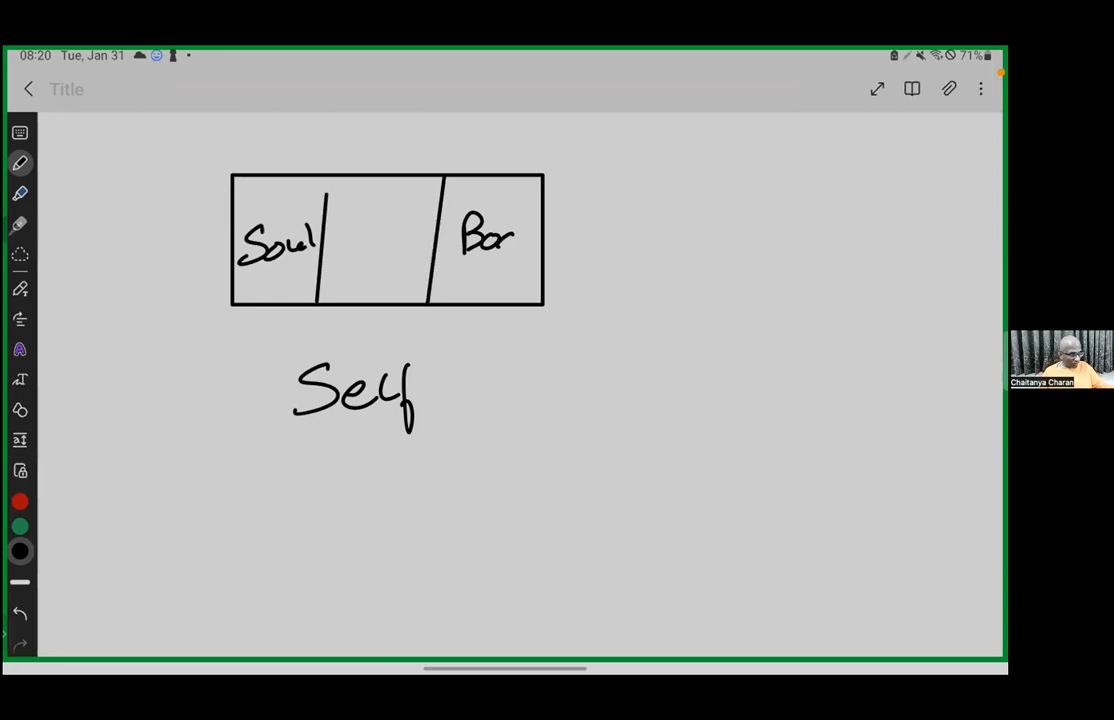 08:20 Tue, Jan 31 71%
Title
Soul Bor
Self
Chaitanya Charan